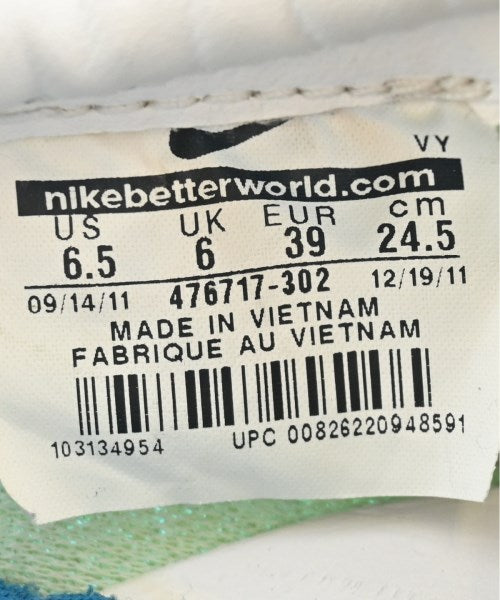 VY
nikebetterworld.com
US UK EUR cm
6.5 6 39 24.5
09/14/11 476717-302 12/19/11
MADE IN VIETNAM
FABRIQUE AU VIETNAM
103134954 UPC 00826220948591